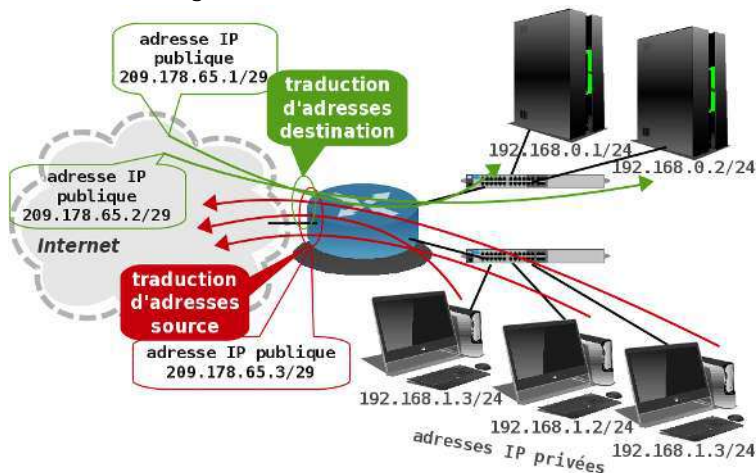 adresse IP
publique
209.178.65.1/29
traduction
d'adresses
destination
192.168.0.1/24
192.168.0.2/24
adresse IP
publique
209.178.65.2/29
Internet
traduction
d'adresses
source
adresse IP publique
209.178.65.3/29
192.168.1.3/24
192.168.1.2/24
192.168.1.3/24
adresses IP privées